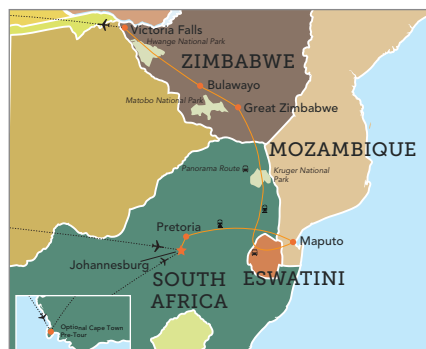 Victoria Falls
Hwange National Park
ZIMBABWE
Bulawayo
Matobo National Park
Great Zimbabwe
MOZAMBIQUE
Panorama Route
Kruger National
Park
Pretoria
Maputo
Johannesburg
SOUTH
AFRICA
ESWATINI
Optional Cape Town
Pre-Tour